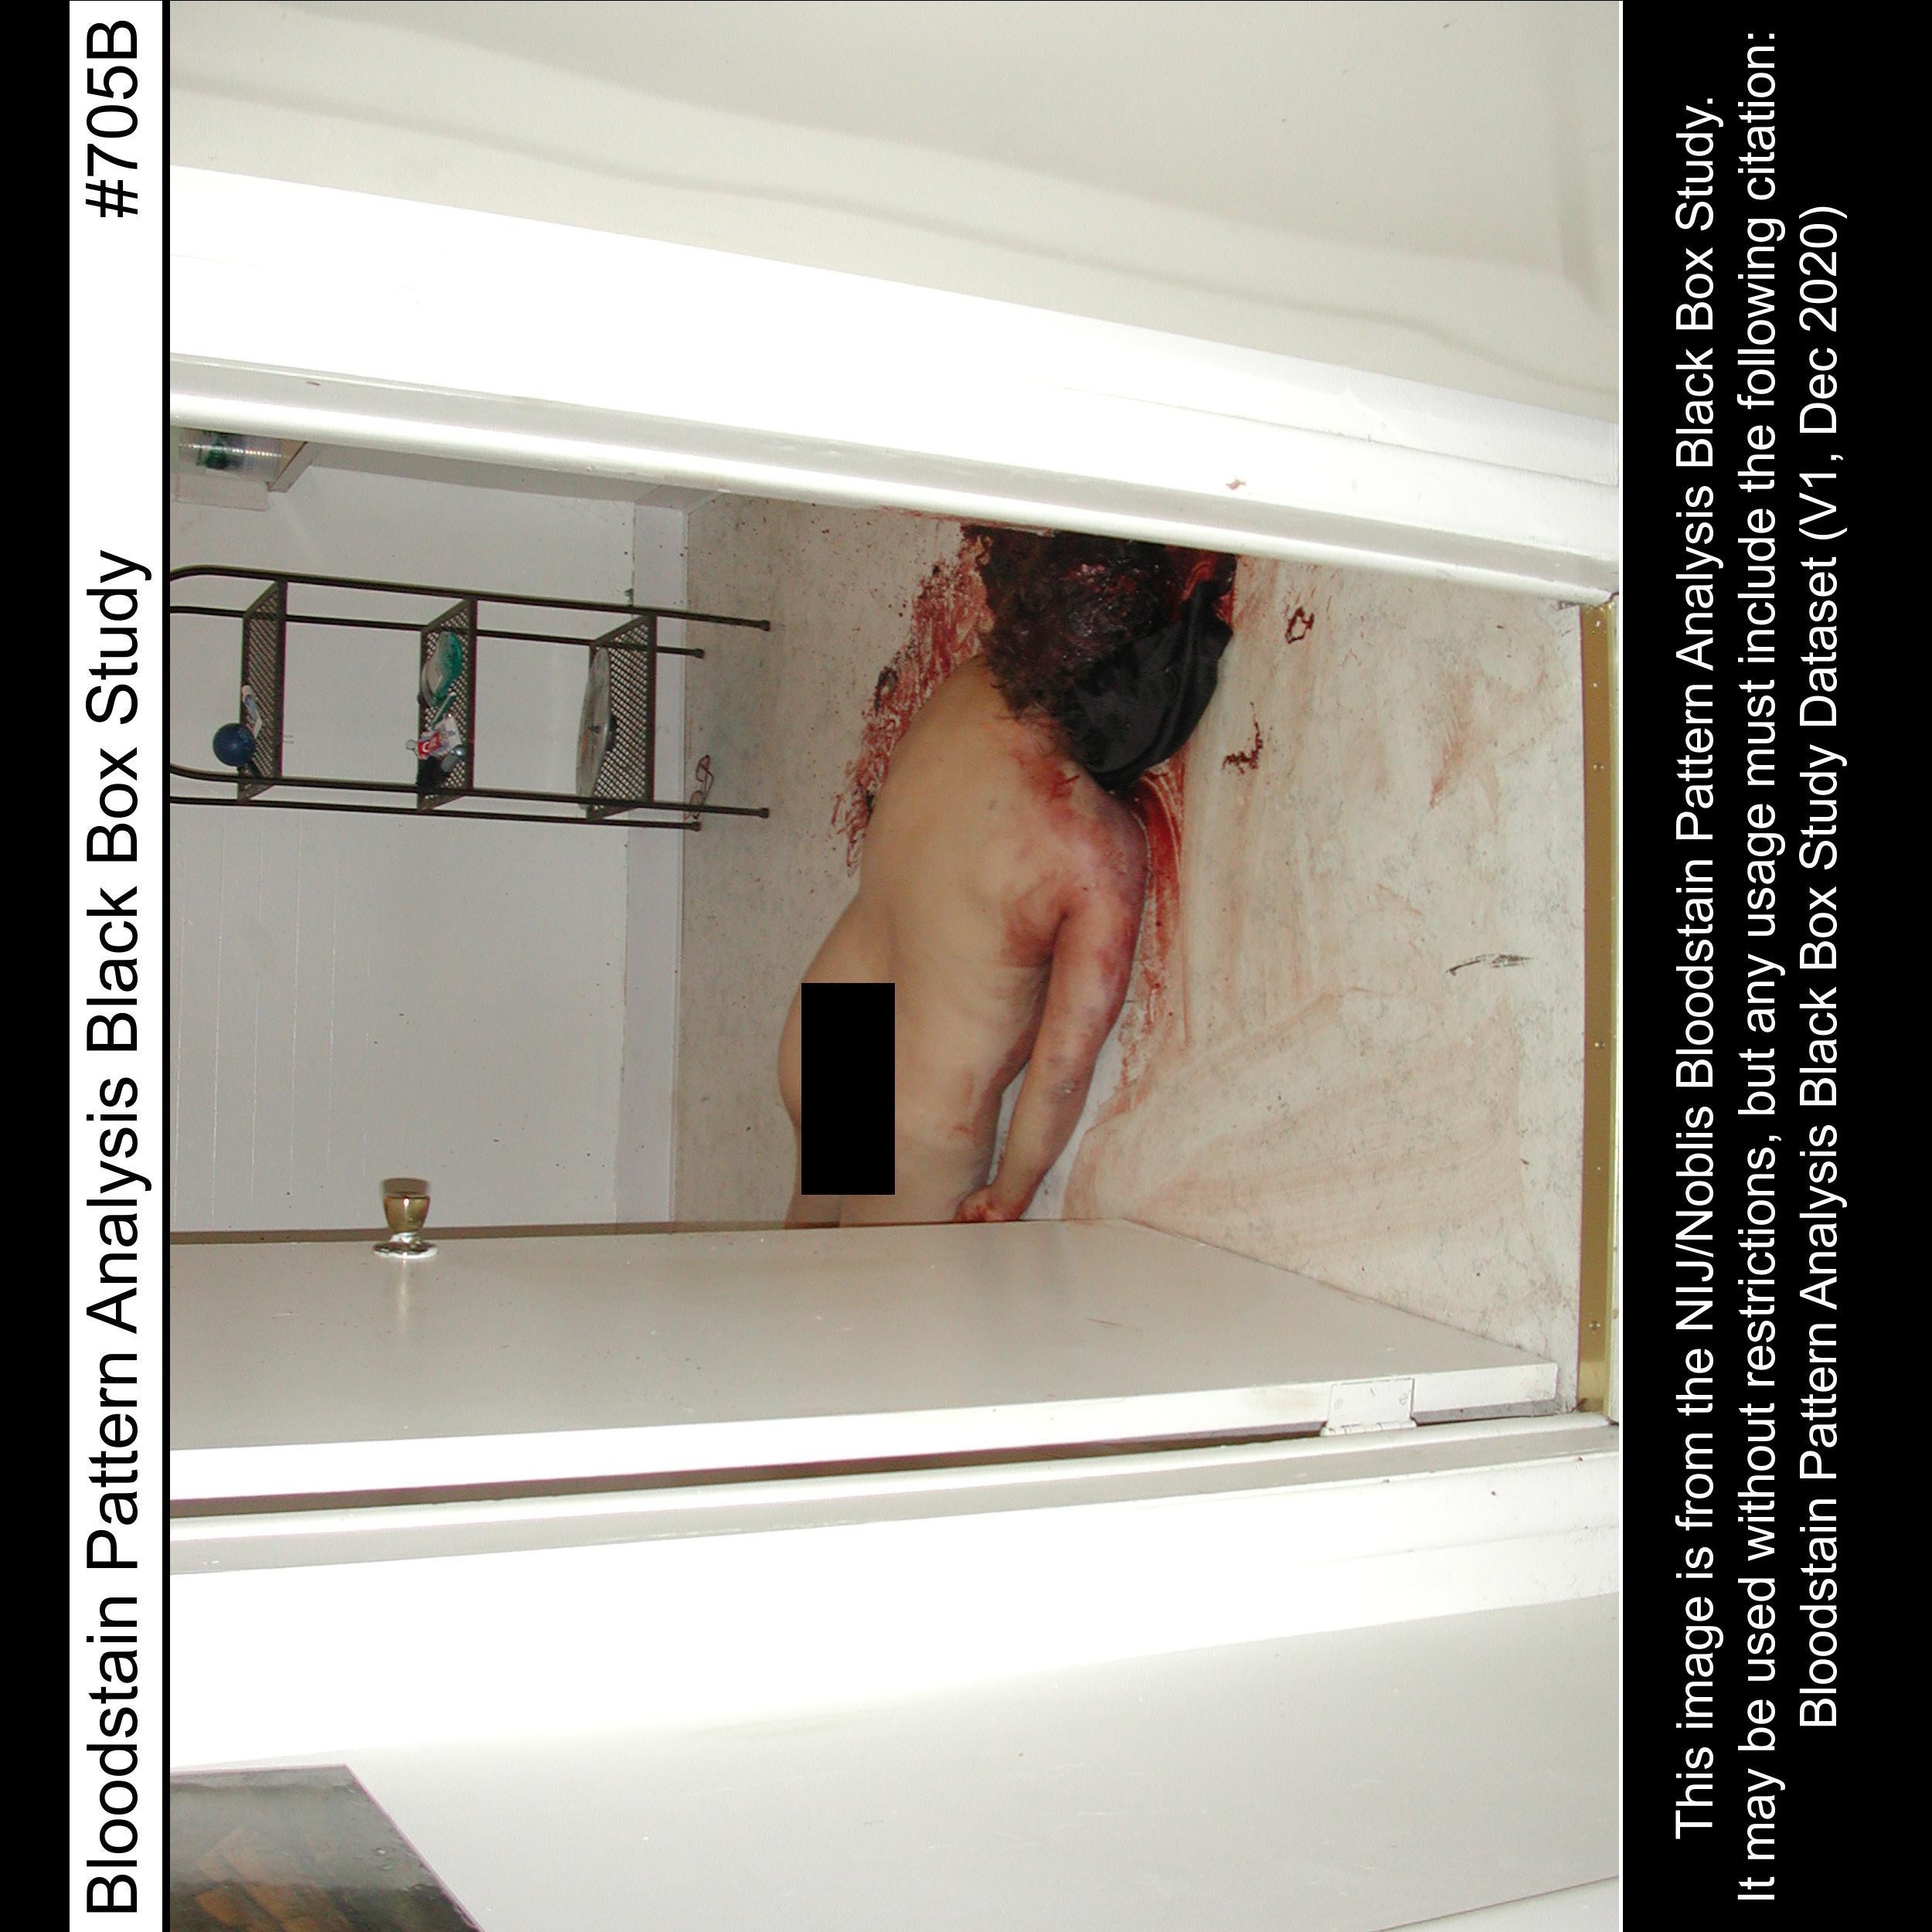 Bloodstain Pattern Analysis Black Box Study #705B
This image is from the NIJ/Noblis Bloodstain Pattern Analysis Black Box Study.
It may be used without restrictions, but any usage must include the following citation:
Bloodstain Pattern Analysis Black Box Study Dataset (V1, Dec 2020)